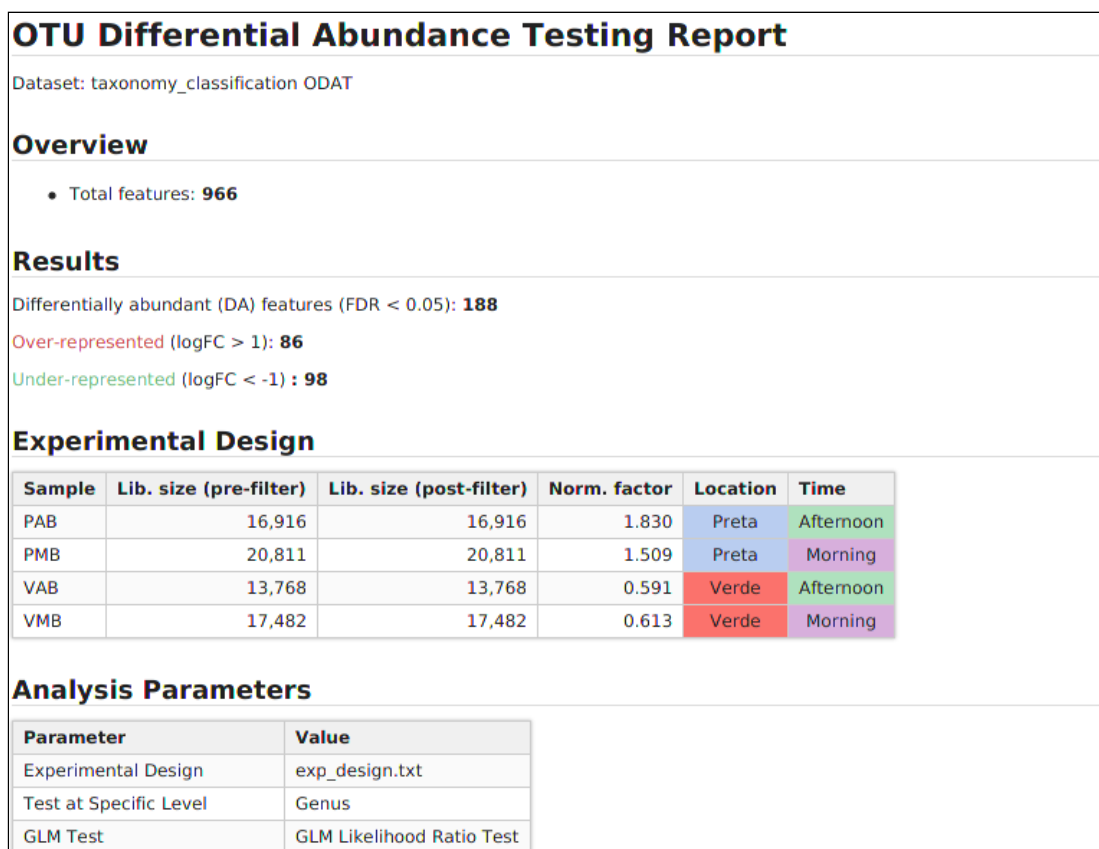 OTU Differential Abundance Testing Report
Dataset: taxonomy_classification ODAT
Overview
• Total features: 966
Results
Differentially abundant (DA) features (FDR < 0.05): 188
Over-represented (logFC > 1): 86
Under-represented (logFC < -1) : 98
Experimental Design
Sample Lib. size (pre-filter) Lib. size (post-filter) Norm. factor Location Time
PAB 16,916 16,916 1.830 Preta Afternoon
PMB 20,811 20,811 1.509 Preta Morning
VAB 13,768 13,768 0.591 Verde Afternoon
VMB 17,482 17,482 0.613 Verde Morning
Analysis Parameters
Parameter Value
Experimental Design exp_design.txt
Test at Specific Level Genus
GLM Test GLM Likelihood Ratio Test